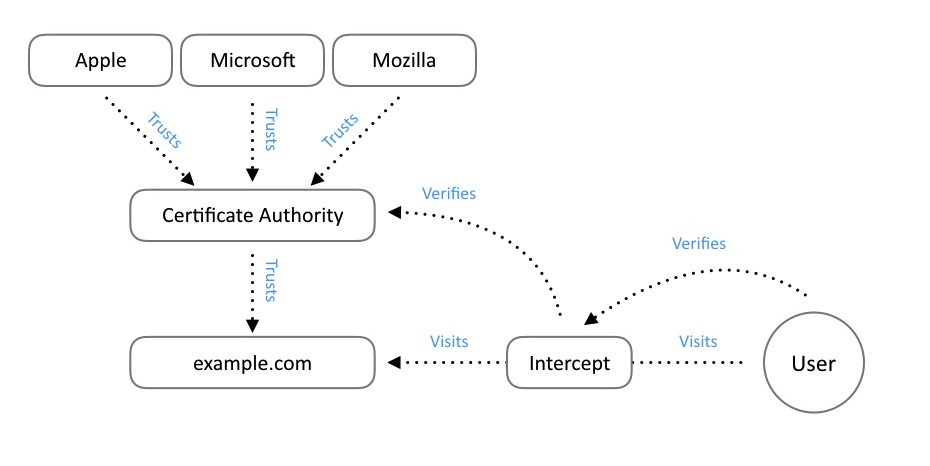 Apple
Microsoft
Mozilla
Trusts
Trusts
Trusts
Certificate Authority
Verifies
Verifies
Trusts
example.com
Visits
Intercept
Visits
User